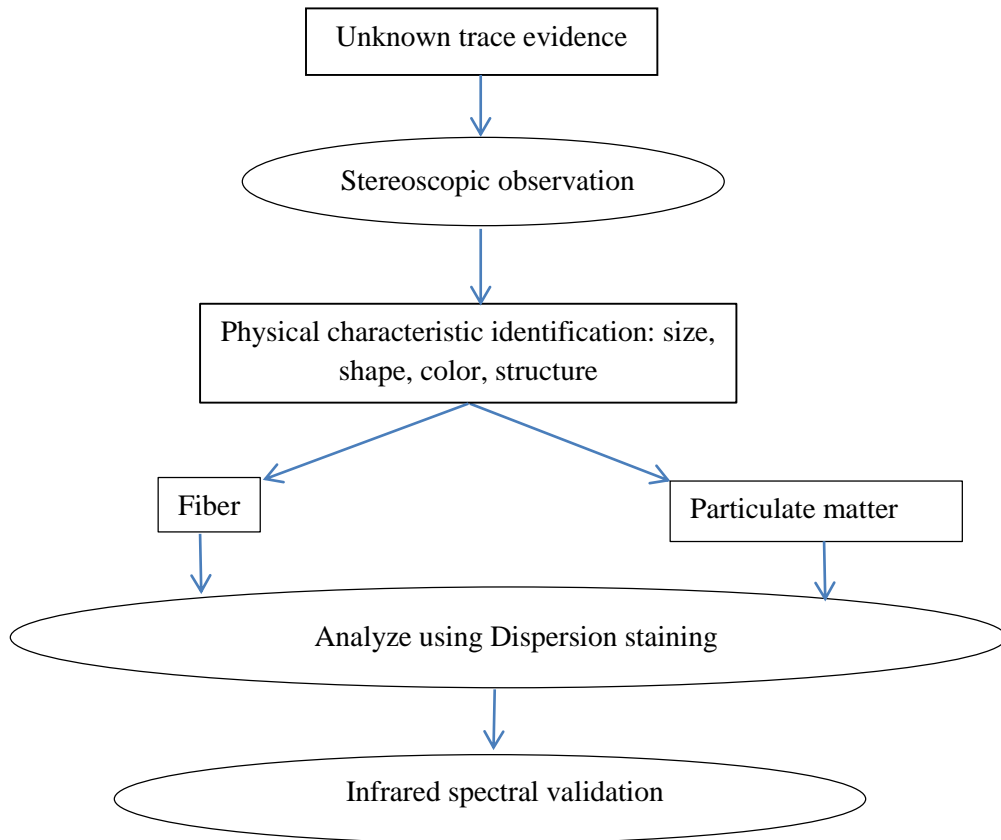 Unknown trace evidence
Stereoscopic observation
Physical characteristic identification: size,
shape, color, structure
Fiber
Particulate matter
Analyze using Dispersion staining
Infrared spectral validation